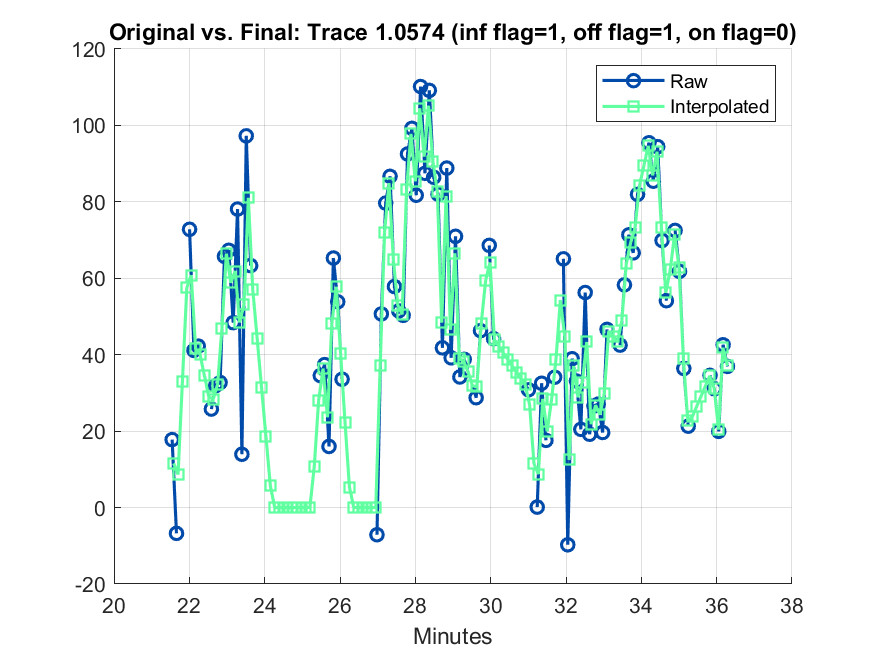 Original vs. Final: Trace 1.0574 (inf flag=1, off flag=1, on flag=0)
120
100
80
60
40
20
0
-20
20 22 24 26 28 30 32 34 36 38
Minutes
Raw
Interpolated